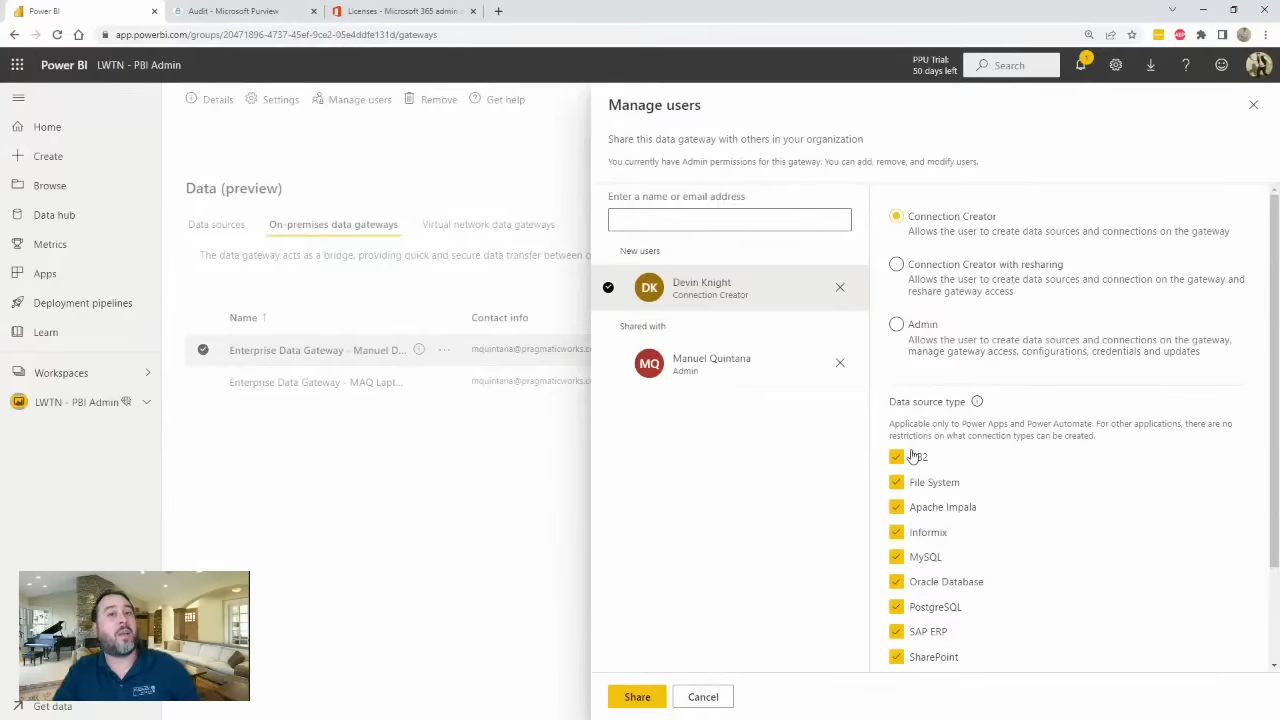 Power BI
Audit - Microsoft Purview
Licenses - Microsoft 365 admin
app.powerbi.com/groups/20471896-4737-45ef-9ce2-05e4ddfe131d/gateways
Power BI LWTN - PBI Admin
PPU Trial:
50 days left
Search
1
Home
Create
Browse
Data hub
Metrics
Apps
Deployment pipelines
Learn
Workspaces
LWTN - PBI Admin
Get data
Details Settings Manage users Remove Get help
Data (preview)
Data sources On-premises data gateways Virtual network data gateways
The data gateway acts as a bridge, providing quick and secure data transfer between
Name ↑ Contact info
Enterprise Data Gateway - Manuel D... mquintana@pragmaticworks.co
Enterprise Data Gateway - MAQ Lapt... mquintana@pragmaticworks.co
Manage users
Share this data gateway with others in your organization
You currently have Admin permissions for this gateway. You can add, remove, and modify users.
Enter a name or email address
New users
DK
Devin Knight
Connection Creator
Shared with
MQ
Manuel Quintana
Admin
Connection Creator
Allows the user to create data sources and connections on the gateway
Connection Creator with resharing
Allows the user to create data sources and connection on the gateway and
reshare gateway access
Admin
Allows the user to create data sources and connections on the gateway,
manage gateway access, configurations, credentials and updates
Data source type
Applicable only to Power Apps and Power Automate. For other applications, there are no
restrictions on what connection types can be created.
File System
Apache Impala
Informix
MySQL
Oracle Database
PostgreSQL
SAP ERP
SharePoint
Share Cancel